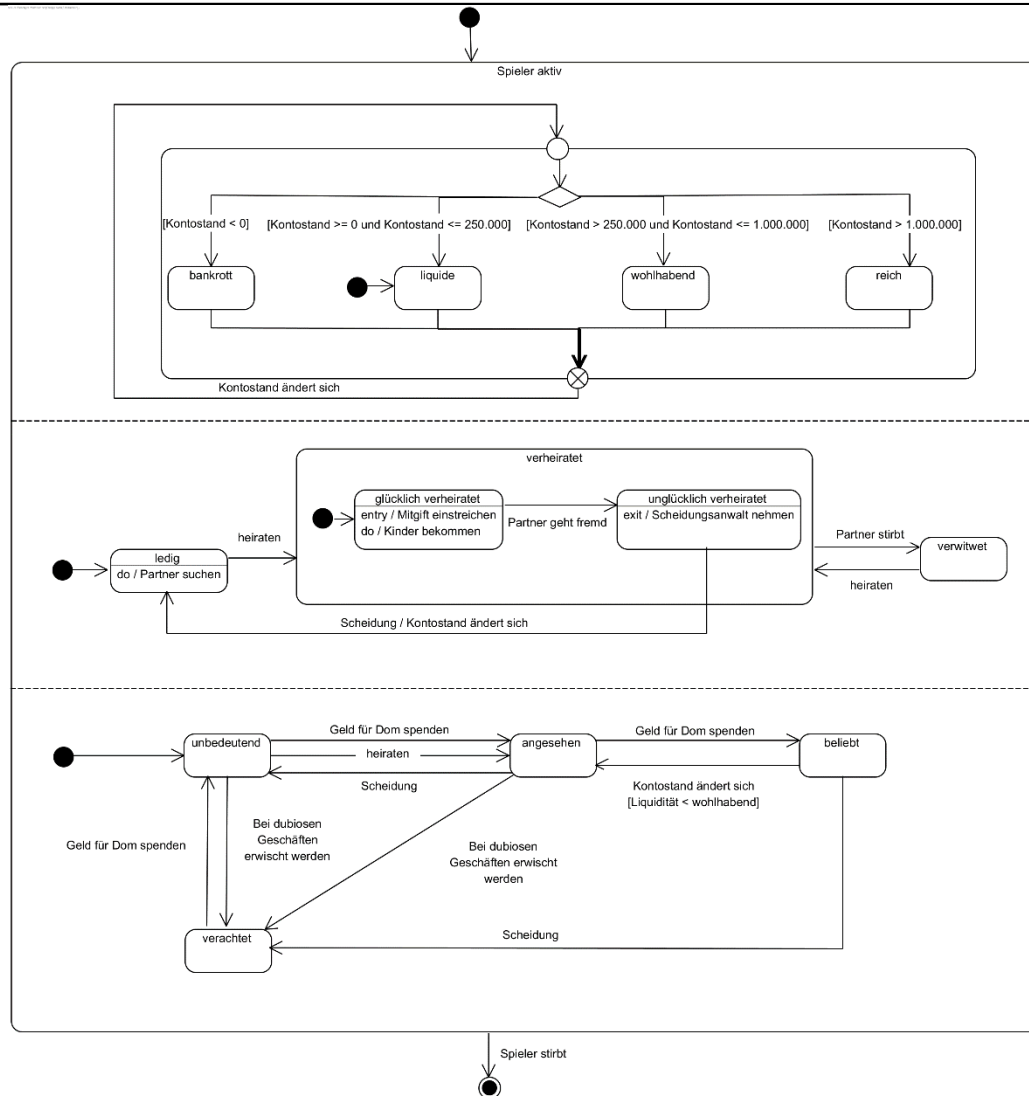 Spieler aktiv
[Kontostand < 0]
[Kontostand >= 0 und Kontostand <= 250.000]
[Kontostand > 250.000 und Kontostand <= 1.000.000]
[Kontostand > 1.000.000]
bankrott
liquide
wohlhabend
reich
Kontostand ändert sich
verheiratet
glücklich verheiratet
entry / Mitgift einstreichen
do / Kinder bekommen
Partner geht fremd
unglücklich verheiratet
exit / Scheidungsanwalt nehmen
heiraten
ledig
do / Partner suchen
Partner stirbt
verwitwet
heiraten
Scheidung / Kontostand ändert sich
unbedeutend
Geld für Dom spenden
heiraten
Scheidung
angesehen
Geld für Dom spenden
beliebt
Kontostand ändert sich
[Liquidität < wohlhabend]
Geld für Dom spenden
Bei dubiosen
Geschäften
erwischt werden
Bei dubiosen
Geschäften erwischt
werden
verachtet
Scheidung
Spieler stirbt